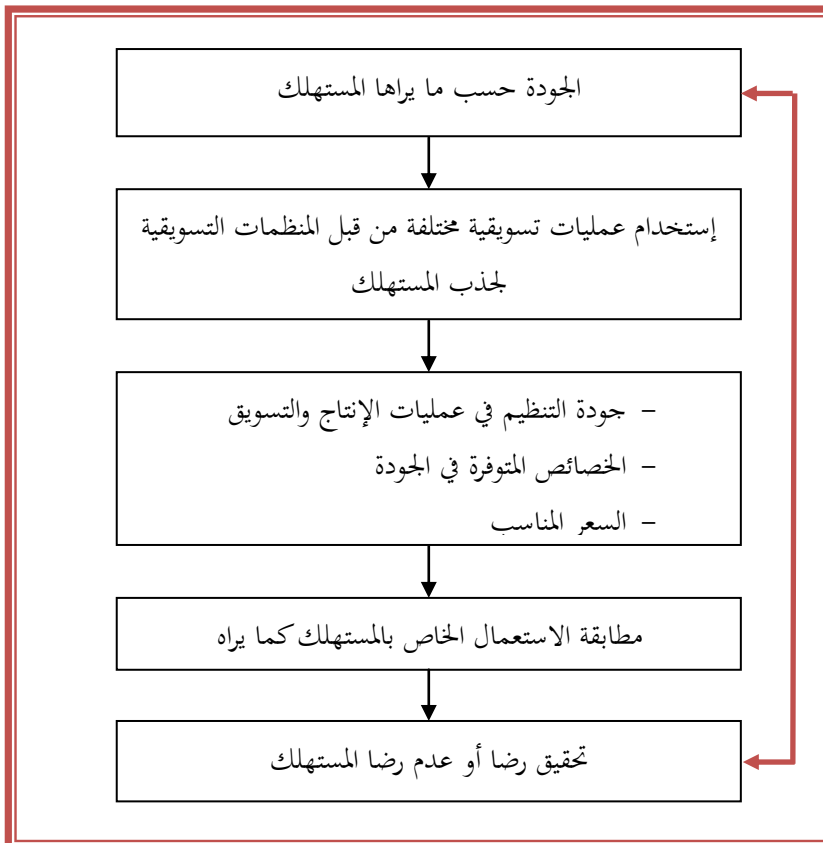 الجودة حسب ما يراها المستهلك
إستخدام عمليات تسويقية مختلفة من قبل المنظمات التسويقية
لجذب المستهلك
– جودة التنظيم في عمليات الإنتاج والتسويق
– الخصائص المتوفرة في الجودة
– السعر المناسب
مطابقة الاستعمال الخاص بالمستهلك كما يراه
تحقيق رضا أو عدم رضا المستهلك